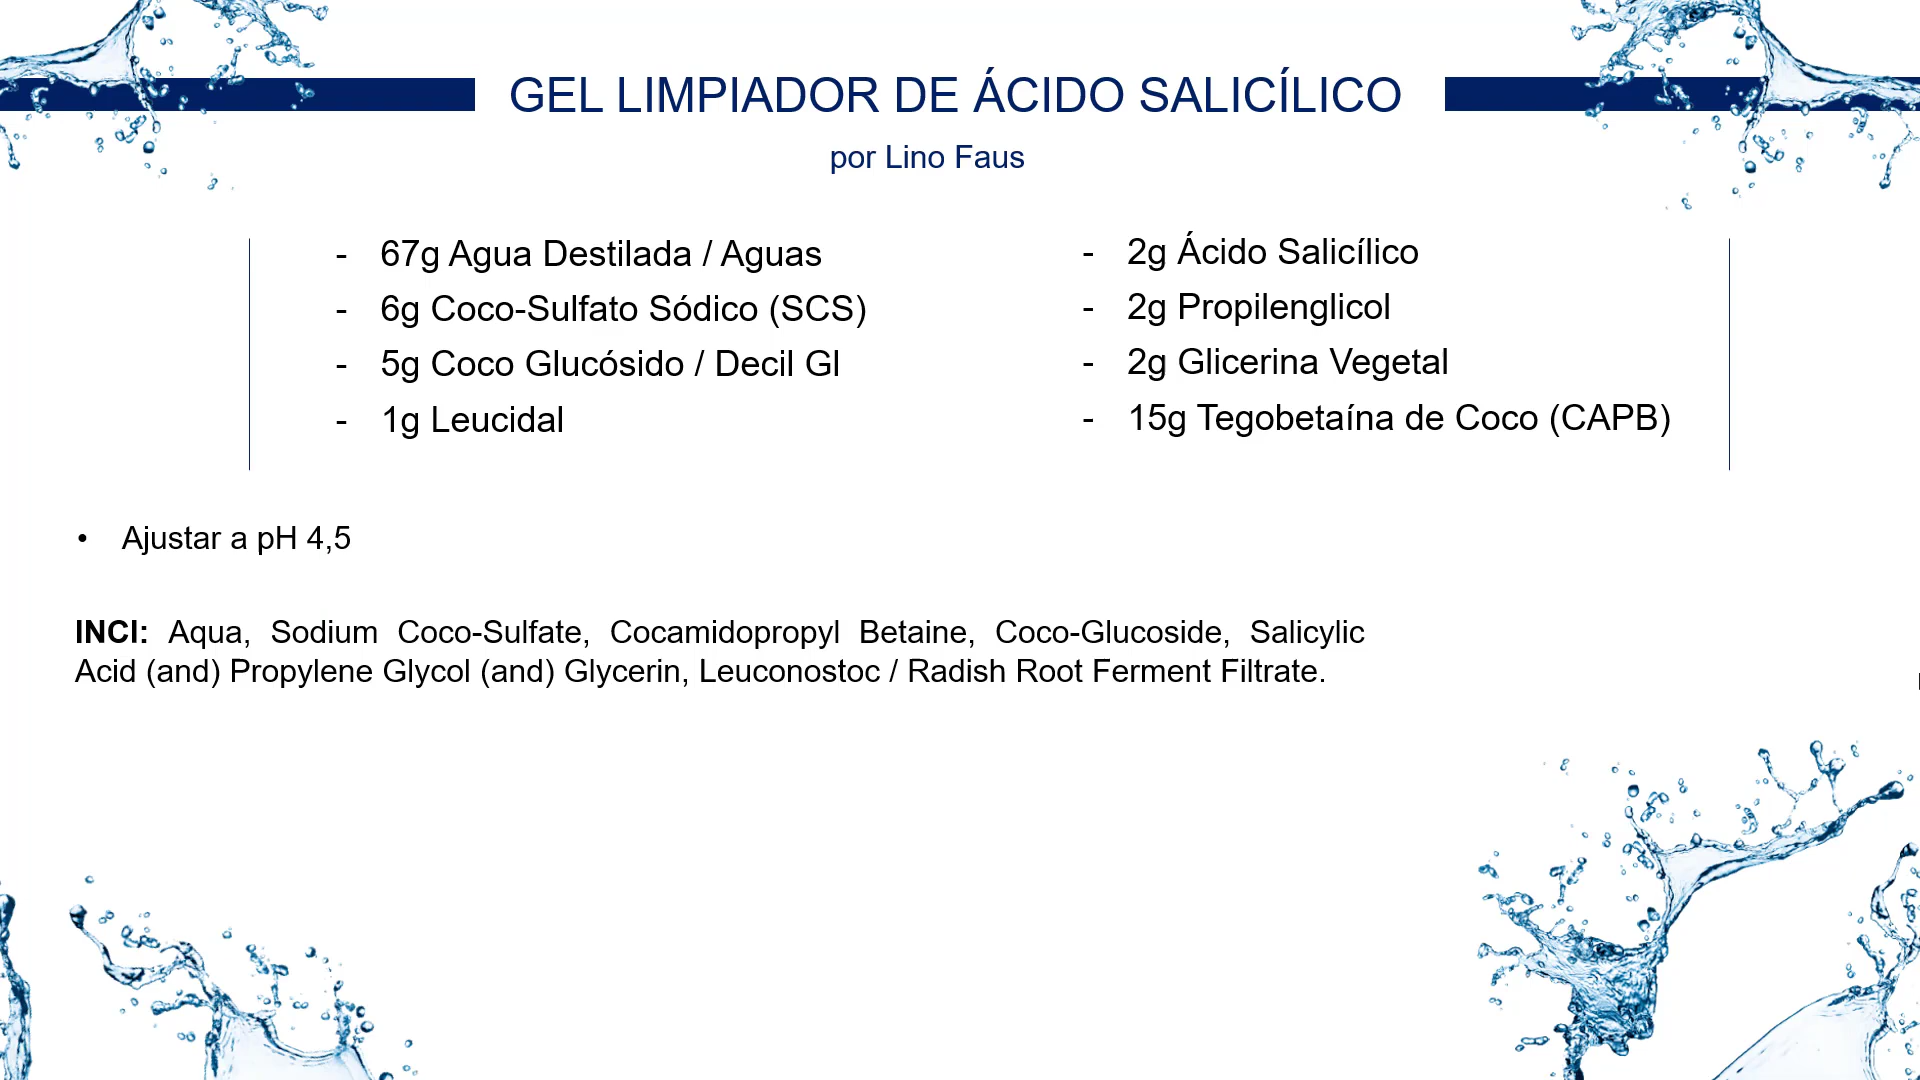 GEL LIMPIADOR DE ÁCIDO SALICÍLICO
por Lino Faus
- 67g Agua Destilada / Aguas
- 6g Coco-Sulfato Sódico (SCS)
- 5g Coco Glucósido / Decil Gl
- 1g Leucidal
- 2g Ácido Salicílico
- 2g Propilenglicol
- 2g Glicerina Vegetal
- 15g Tegobetaína de Coco (CAPB)
• Ajustar a pH 4,5
INCI: Aqua, Sodium Coco-Sulfate, Cocamidopropyl Betaine, Coco-Glucoside, Salicylic
Acid (and) Propylene Glycol (and) Glycerin, Leuconostoc / Radish Root Ferment Filtrate.